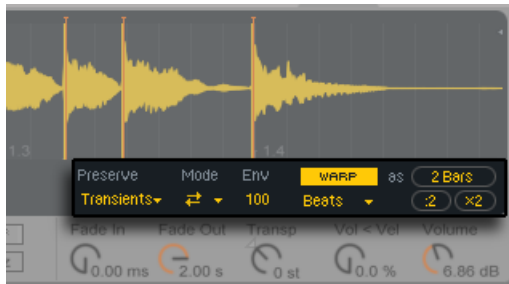 1.3
1.4
Preserve Mode Env WARP as 2 Bars
Transients 100 Beats :2 ×2
Fade In Fade Out Transp Vol < Vel Volume
0.00 ms 2.00 s 0 st 0.0 % 6.86 dB